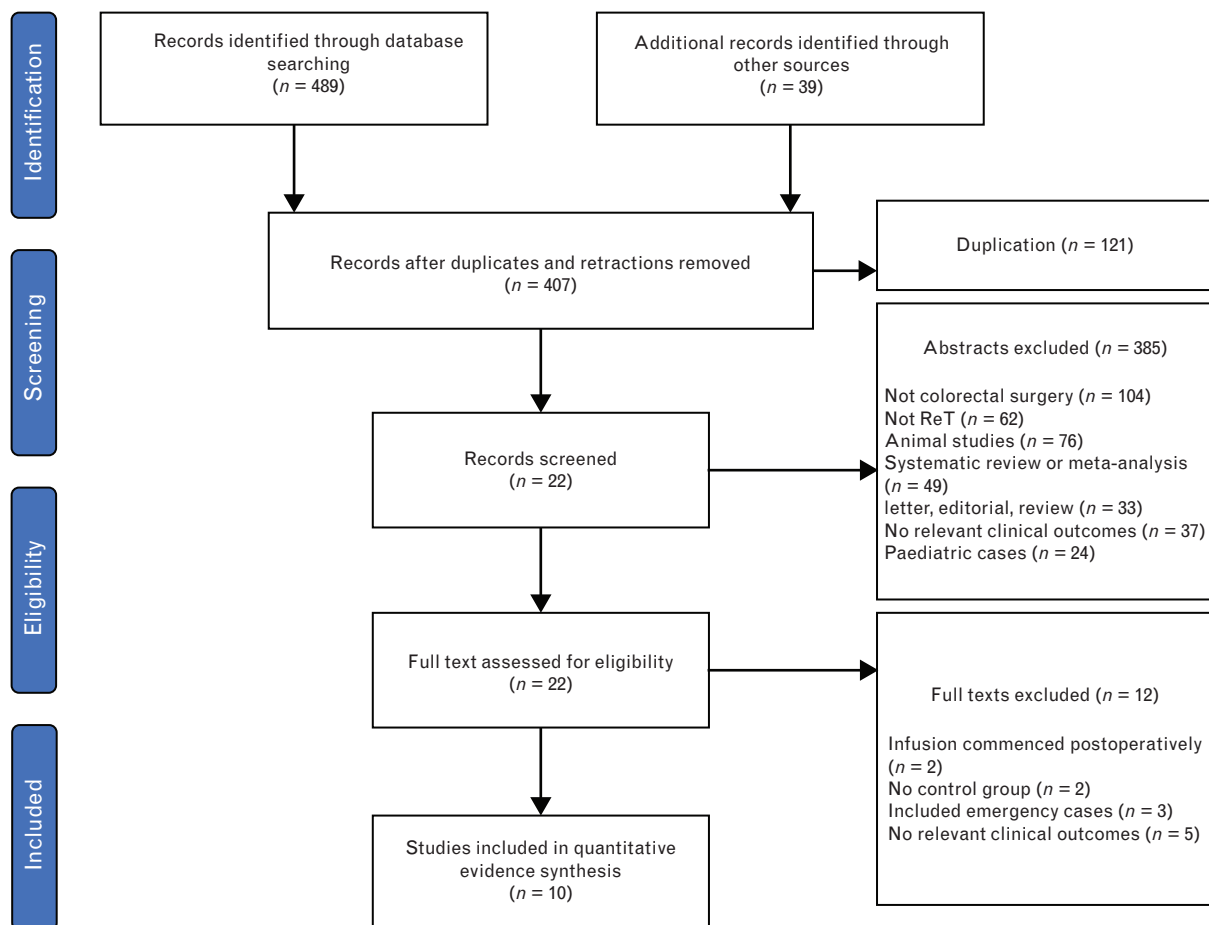 Identification
Records identified through database
searching
(n = 489)
Additional records identified through
other sources
(n = 39)
Records after duplicates and retractions removed
(n = 407)
Duplication (n = 121)
Screening
Records screened
(n = 22)
Abstracts excluded (n = 385)
Not colorectal surgery (n = 104)
Not ReT (n = 62)
Animal studies (n = 76)
Systematic review or meta-analysis
(n = 49)
letter, editorial, review (n = 33)
No relevant clinical outcomes (n = 37)
Paediatric cases (n = 24)
Eligibility
Full text assessed for eligibility
(n = 22)
Full texts excluded (n = 12)
Infusion commenced postoperatively
(n = 2)
No control group (n = 2)
Included emergency cases (n = 3)
No relevant clinical outcomes (n = 5)
Included
Studies included in quantitative
evidence synthesis
(n = 10)